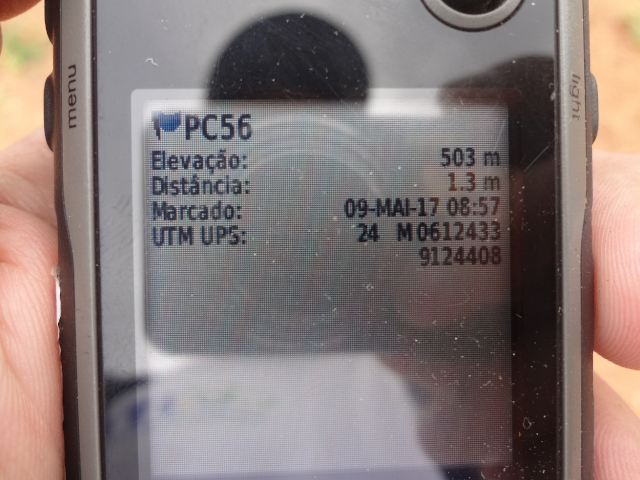 menu
light
PC56
Elevação: 503 m
Distância: 1.3 m
Marcado: 09-MAI-17 08:57
UTM UPS: 24 M 0612433
9124408